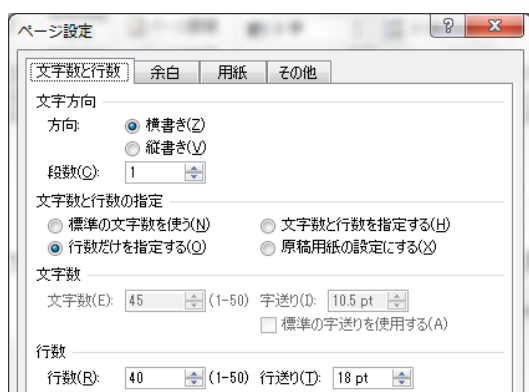 ページ設定
文字数と行数 余白 用紙 その他
文字方向
方向: 横書き(Z)
縦書き(V)
段数(C): 1
文字数と行数の指定
標準の文字数を使う(N) 文字数と行数を指定する(H)
行数だけを指定する(O) 原稿用紙の設定にする(X)
文字数
文字数(E): 45 (1-50) 字送り(I): 10.5 pt
標準の字送りを使用する(A)
行数
行数(R): 40 (1-50) 行送り(T): 18 pt